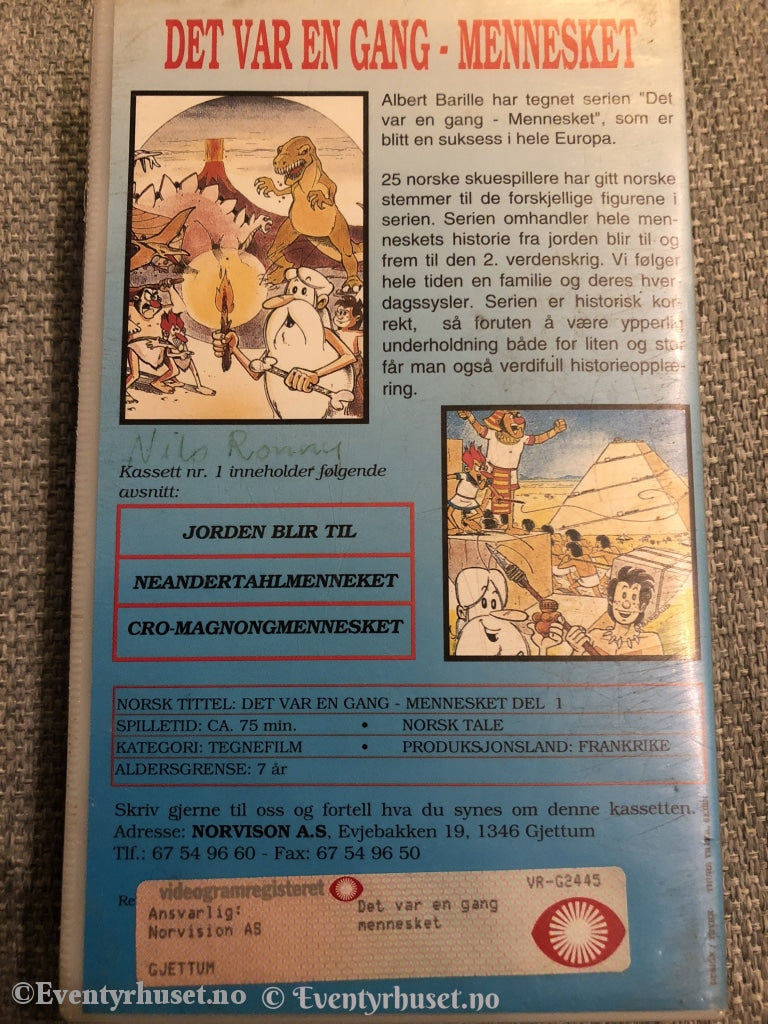 DET VAR EN GANG - MENNESKET
Albert Barille har tegnet serien "Det
var en gang - Mennesket", som er
blitt en suksess i hele Europa.
25 norske skuespillere har gitt norske
stemmer til de forskjellige figurene i
serien. Serien omhandler hele men-
neskets historie fra jorden blir til og
frem til den 2. verdenskrig. Vi følger
hele tiden en familie og deres hver-
dagssysler. Serien er historisk kor-
rekt, så foruten å være ypperlig
underholdning både for liten og stor
får man også verdifull historieopplæ-
ring.
Nils Ronny
Kassett nr. 1 inneholder følgende
avsnitt:
JORDEN BLIR TIL
NEANDERTAHLMENNEKET
CRO-MAGNONGMENNESKET
NORSK TITTEL: DET VAR EN GANG - MENNESKET DEL 1
SPILLETID: CA. 75 min. • NORSK TALE
KATEGORI: TEGNEFILM • PRODUKSJONSLAND: FRANKRIKE
ALDERSGRENSE: 7 år
Skriv gjerne til oss og fortell hva du synes om denne kassetten.
Adresse: NORVISON A.S, Evjebakken 19, 1346 Gjettum
Tlf.: 67 54 96 60 - Fax: 67 54 96 50
videogramregisteret
VR-G2445
Ansvarlig: Det var en gang
Norvision AS mennesket
GJETTUM
©Eventyrhuset.no © Eventyrhuset.no